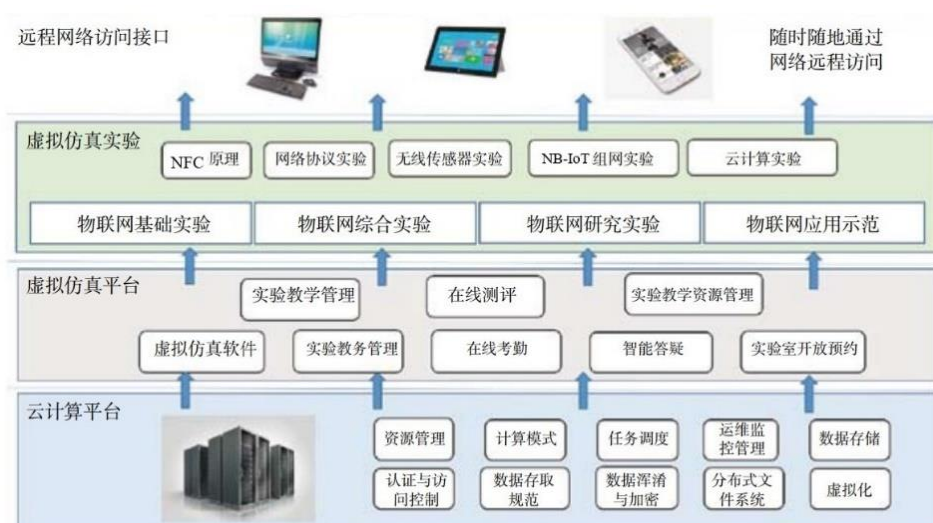 远程网络访问接口
随时随地通过
网络远程访问
虚拟仿真实验
NFC 原理
网络协议实验
无线传感器实验
NB-IoT 组网实验
云计算实验
物联网基础实验
物联网综合实验
物联网研究实验
物联网应用示范
虚拟仿真平台
实验教学管理
在线测评
实验教学资源管理
虚拟仿真软件
实验教务管理
在线考勤
智能答疑
实验室开放预约
云计算平台
资源管理
计算模式
任务调度
运维监
控管理
数据存储
认证与访
问控制
数据存取
规范
数据浑淆
与加密
分布式文
件系统
虚拟化